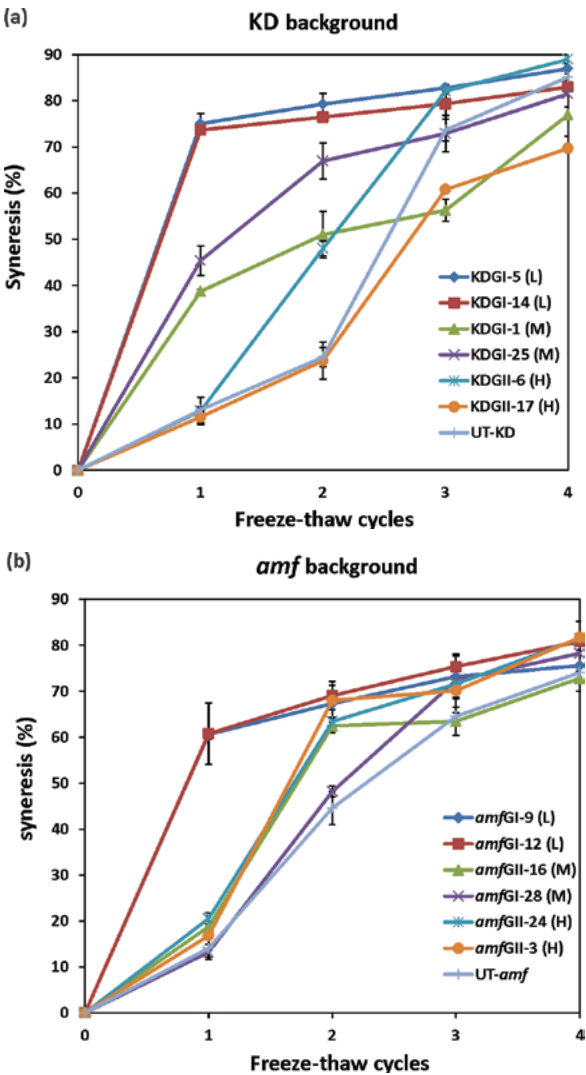 (a)
KD background
90
80
70
60
50
40
30
20
10
0
Syneresis (%)
KDGI-5 (L)
KDGI-14 (L)
KDGI-1 (M)
KDGI-25 (M)
KDGII-6 (H)
KDGII-17 (H)
UT-KD
0 1 2 3 4
Freeze-thaw cycles
(b)
amf background
90
80
70
60
50
40
30
20
10
0
syneresis (%)
amfGI-9 (L)
amfGI-12 (L)
amfGII-16 (M)
amfGI-28 (M)
amfGII-24 (H)
amfGII-3 (H)
UT-amf
0 1 2 3 4
Freeze-thaw cycles